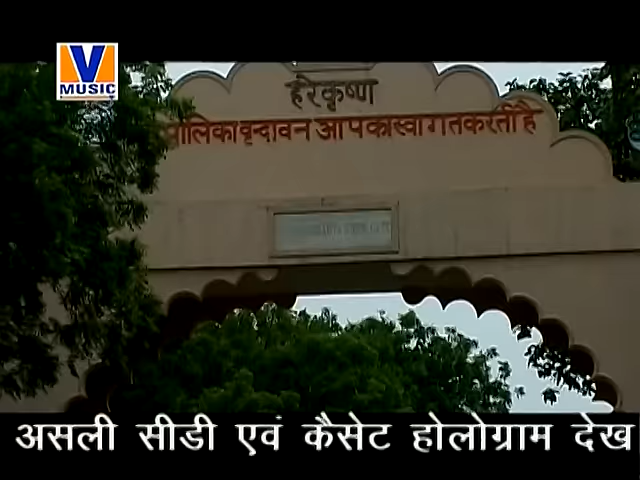 V
MUSIC
हरेकृष्ण
पालिका वृन्दावन आपका स्वागत करती है
असली सीडी एवं कैसेट होलोग्राम देख